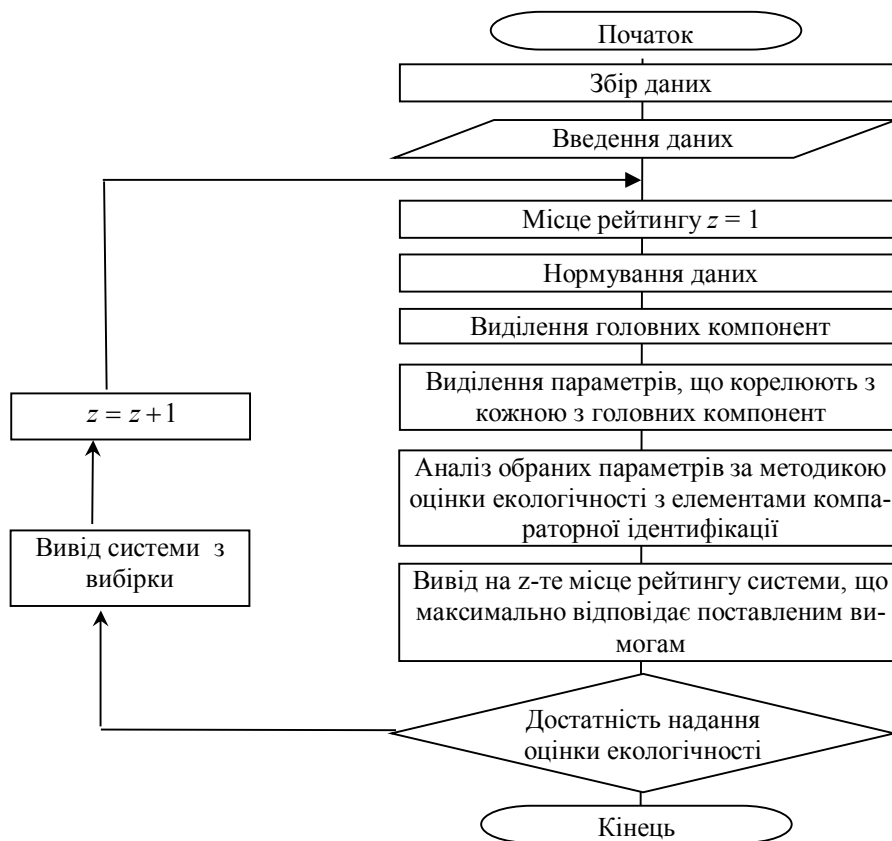 Початок
Збір даних
Введення даних
Місце рейтингу z = 1
Нормування даних
Виділення головних компонент
Виділення параметрів, що корелюють з
кожною з головних компонент
z = z + 1
Аналіз обраних параметрів за методикою
оцінки екологічності з елементами компа-
раторної ідентифікації
Вивід системи з
вибірки
Вивід на z-те місце рейтингу системи, що
максимально відповідає поставленим ви-
могам
Достатність надання
оцінки екологічності
Кінець